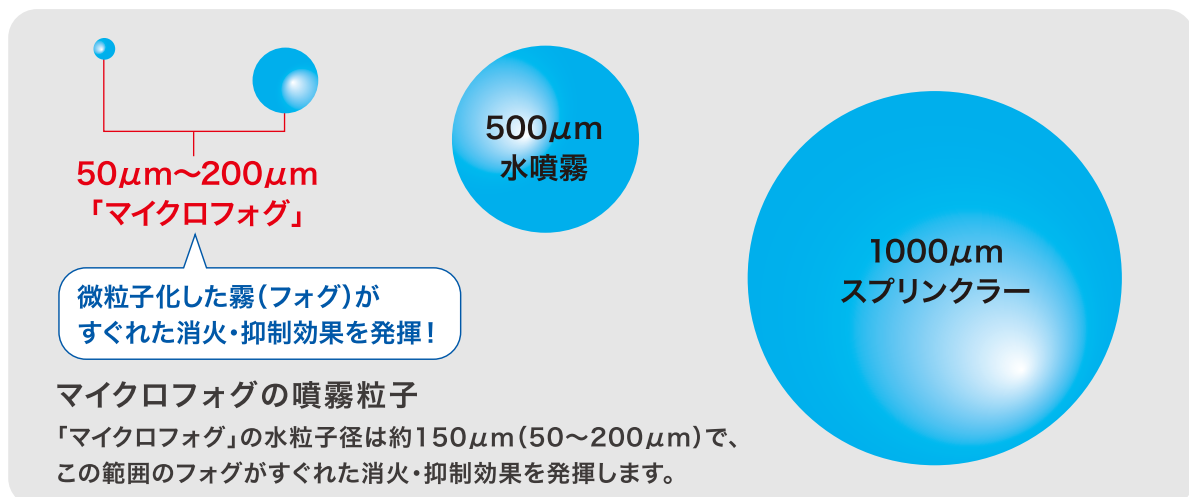 50μm～200μm
「マイクロフォグ」
500μm
水噴霧
1000μm
スプリンクラー
微粒子化した霧（フォグ）が
すぐれた消火・抑制効果を発揮！
マイクロフォグの噴霧粒子
「マイクロフォグ」の水粒子径は約150μm（50～200μm）で、
この範囲のフォグがすぐれた消火・抑制効果を発揮します。